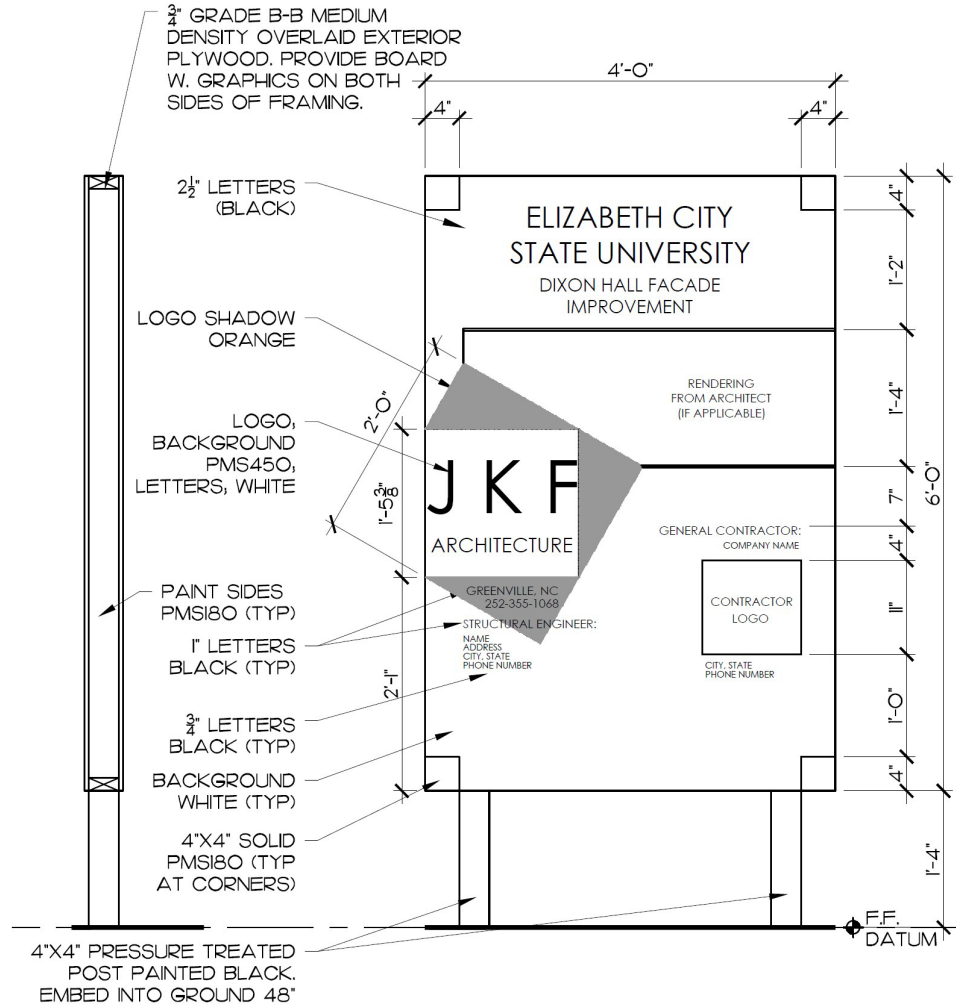 3/4" GRADE B-B MEDIUM
DENSITY OVERLAID EXTERIOR
PLYWOOD. PROVIDE BOARD
W. GRAPHICS ON BOTH
SIDES OF FRAMING.
4'-0"
4"
4"
2 1/2" LETTERS
(BLACK)
LOGO SHADOW
ORANGE
LOGO,
BACKGROUND
PMS450,
LETTERS, WHITE
PAINT SIDES
PMS180 (TYP)
1" LETTERS
BLACK (TYP)
3/4" LETTERS
BLACK (TYP)
BACKGROUND
WHITE (TYP)
4"X4" SOLID
PMS180 (TYP
AT CORNERS)
4"X4" PRESSURE TREATED
POST PAINTED BLACK.
EMBED INTO GROUND 48"
2'-0"
1'-5 3/8"
2'-1"
ELIZABETH CITY
STATE UNIVERSITY
DIXON HALL FACADE
IMPROVEMENT
RENDERING
FROM ARCHITECT
(IF APPLICABLE)
JKF
ARCHITECTURE
GREENVILLE, NC
252-355-1068
STRUCTURAL ENGINEER:
NAME
ADDRESS
CITY, STATE
PHONE NUMBER
GENERAL CONTRACTOR:
COMPANY NAME
CONTRACTOR
LOGO
CITY, STATE
PHONE NUMBER
4"
1'-2"
1'-4"
7"
4"
11"
1'-0"
4"
6'-0"
1'-4"
F.F.
DATUM